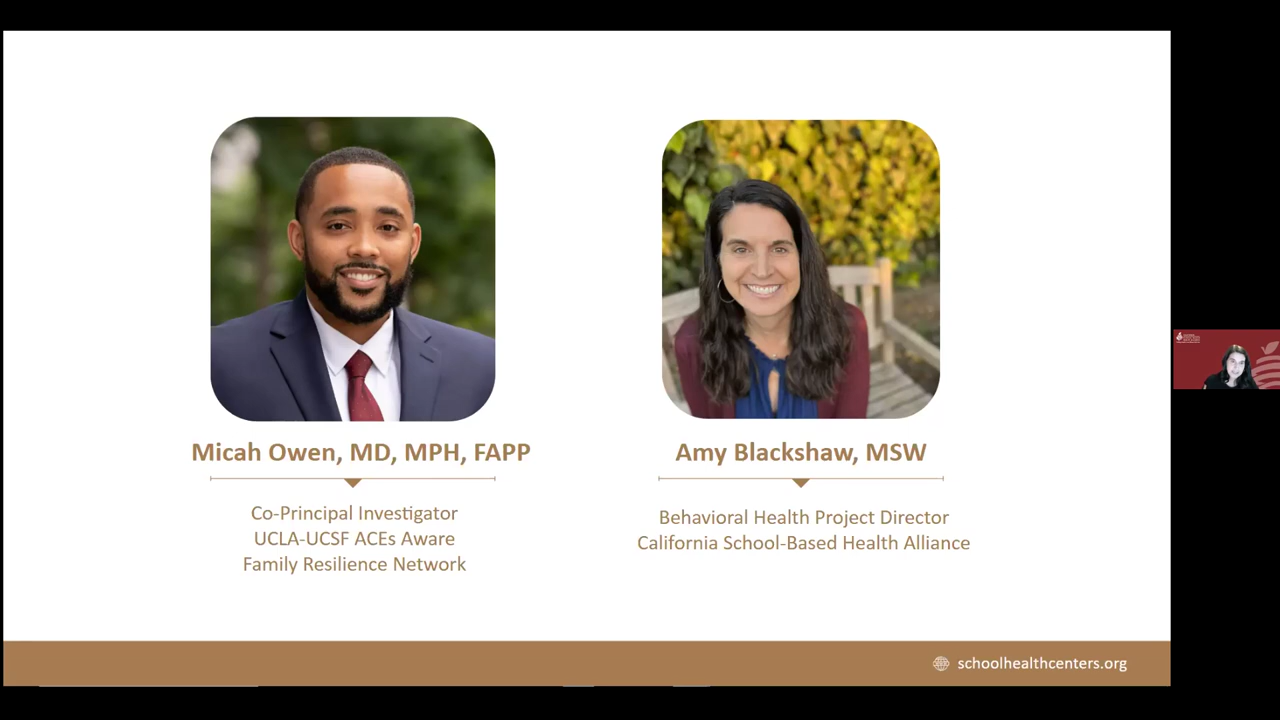 Micah Owen, MD, MPH, FAPP
Co-Principal Investigator
UCLA-UCSF ACEs Aware
Family Resilience Network
Amy Blackshaw, MSW
Behavioral Health Project Director
California School-Based Health Alliance
schoolhealthcenters.org